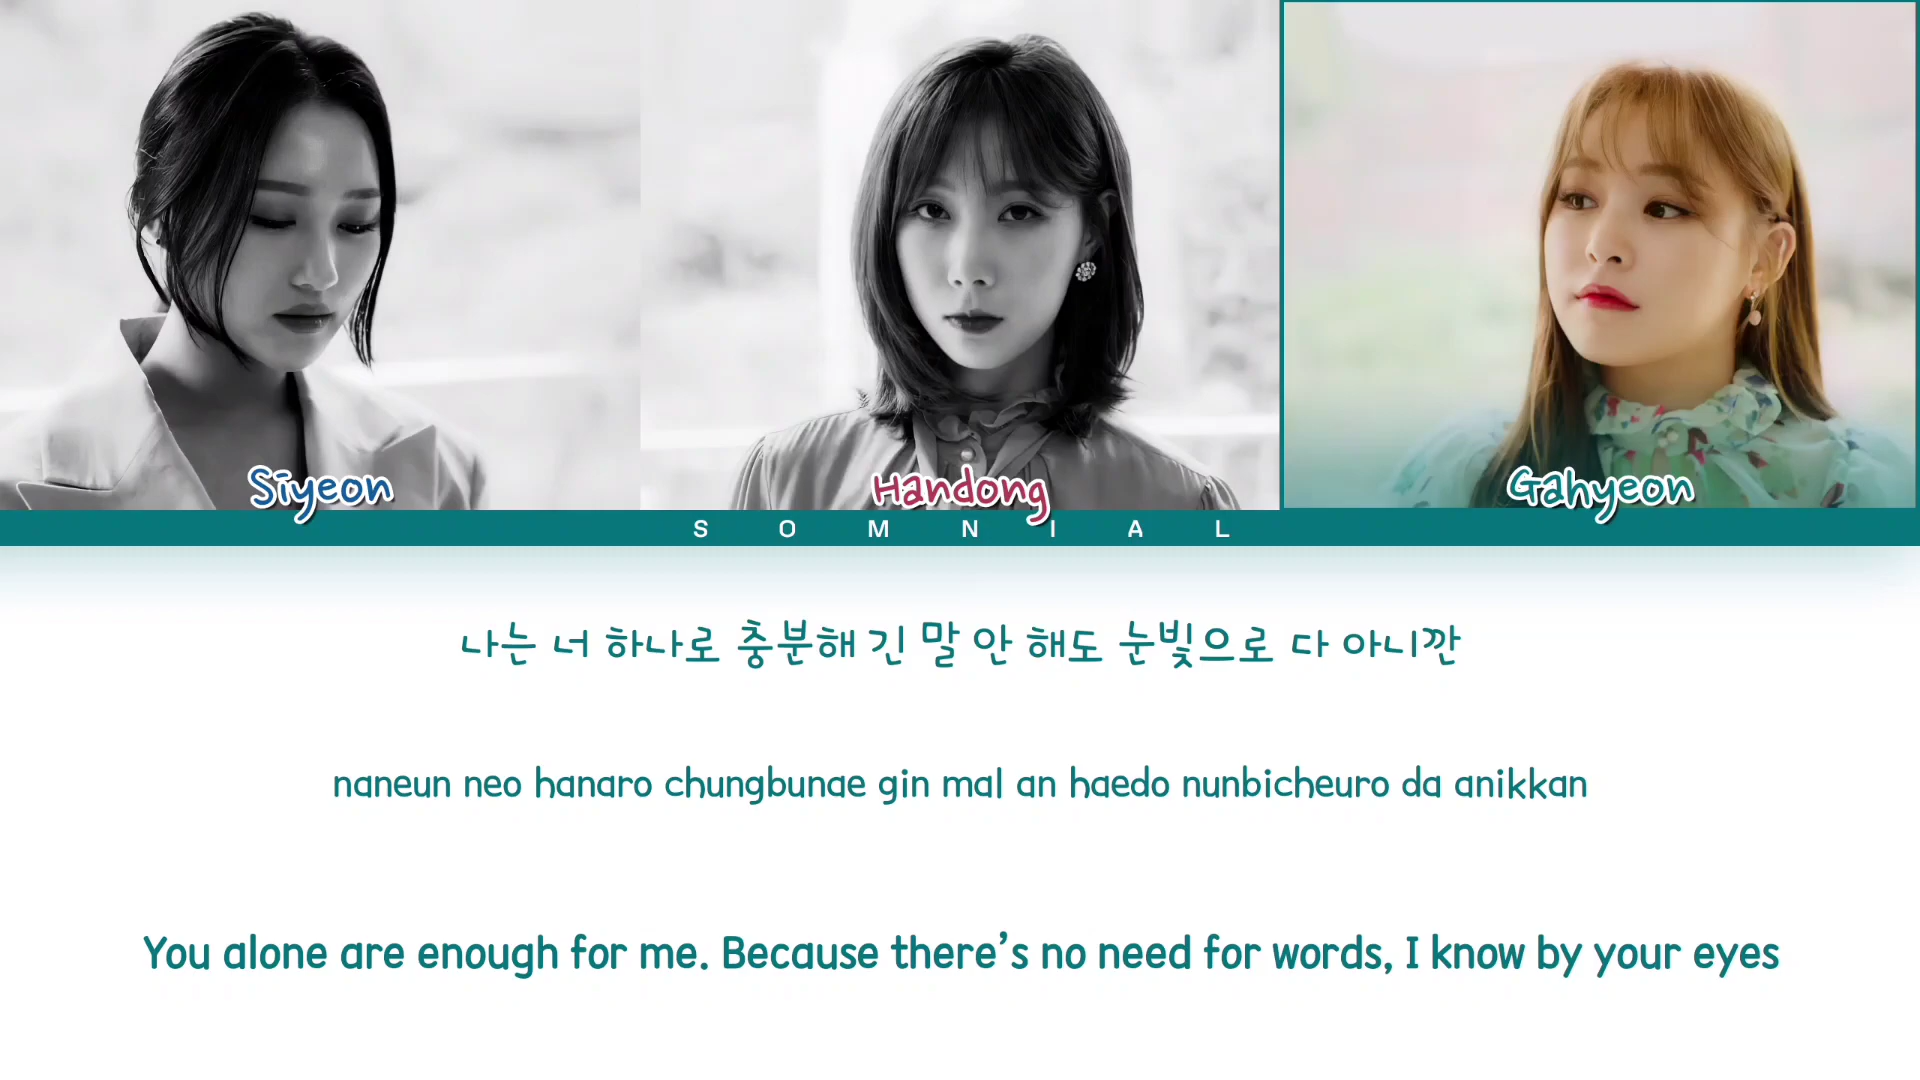 Siyeon
Handong
Gahyeon
SOMNIAL
나는 너 하나로 충분해 긴 말 안 해도 눈빛으로 다 아니깐
naneun neo hanaro chungbunae gin mal an haedo nunbicheuro da anikkan
You alone are enough for me. Because there's no need for words, I know by your eyes